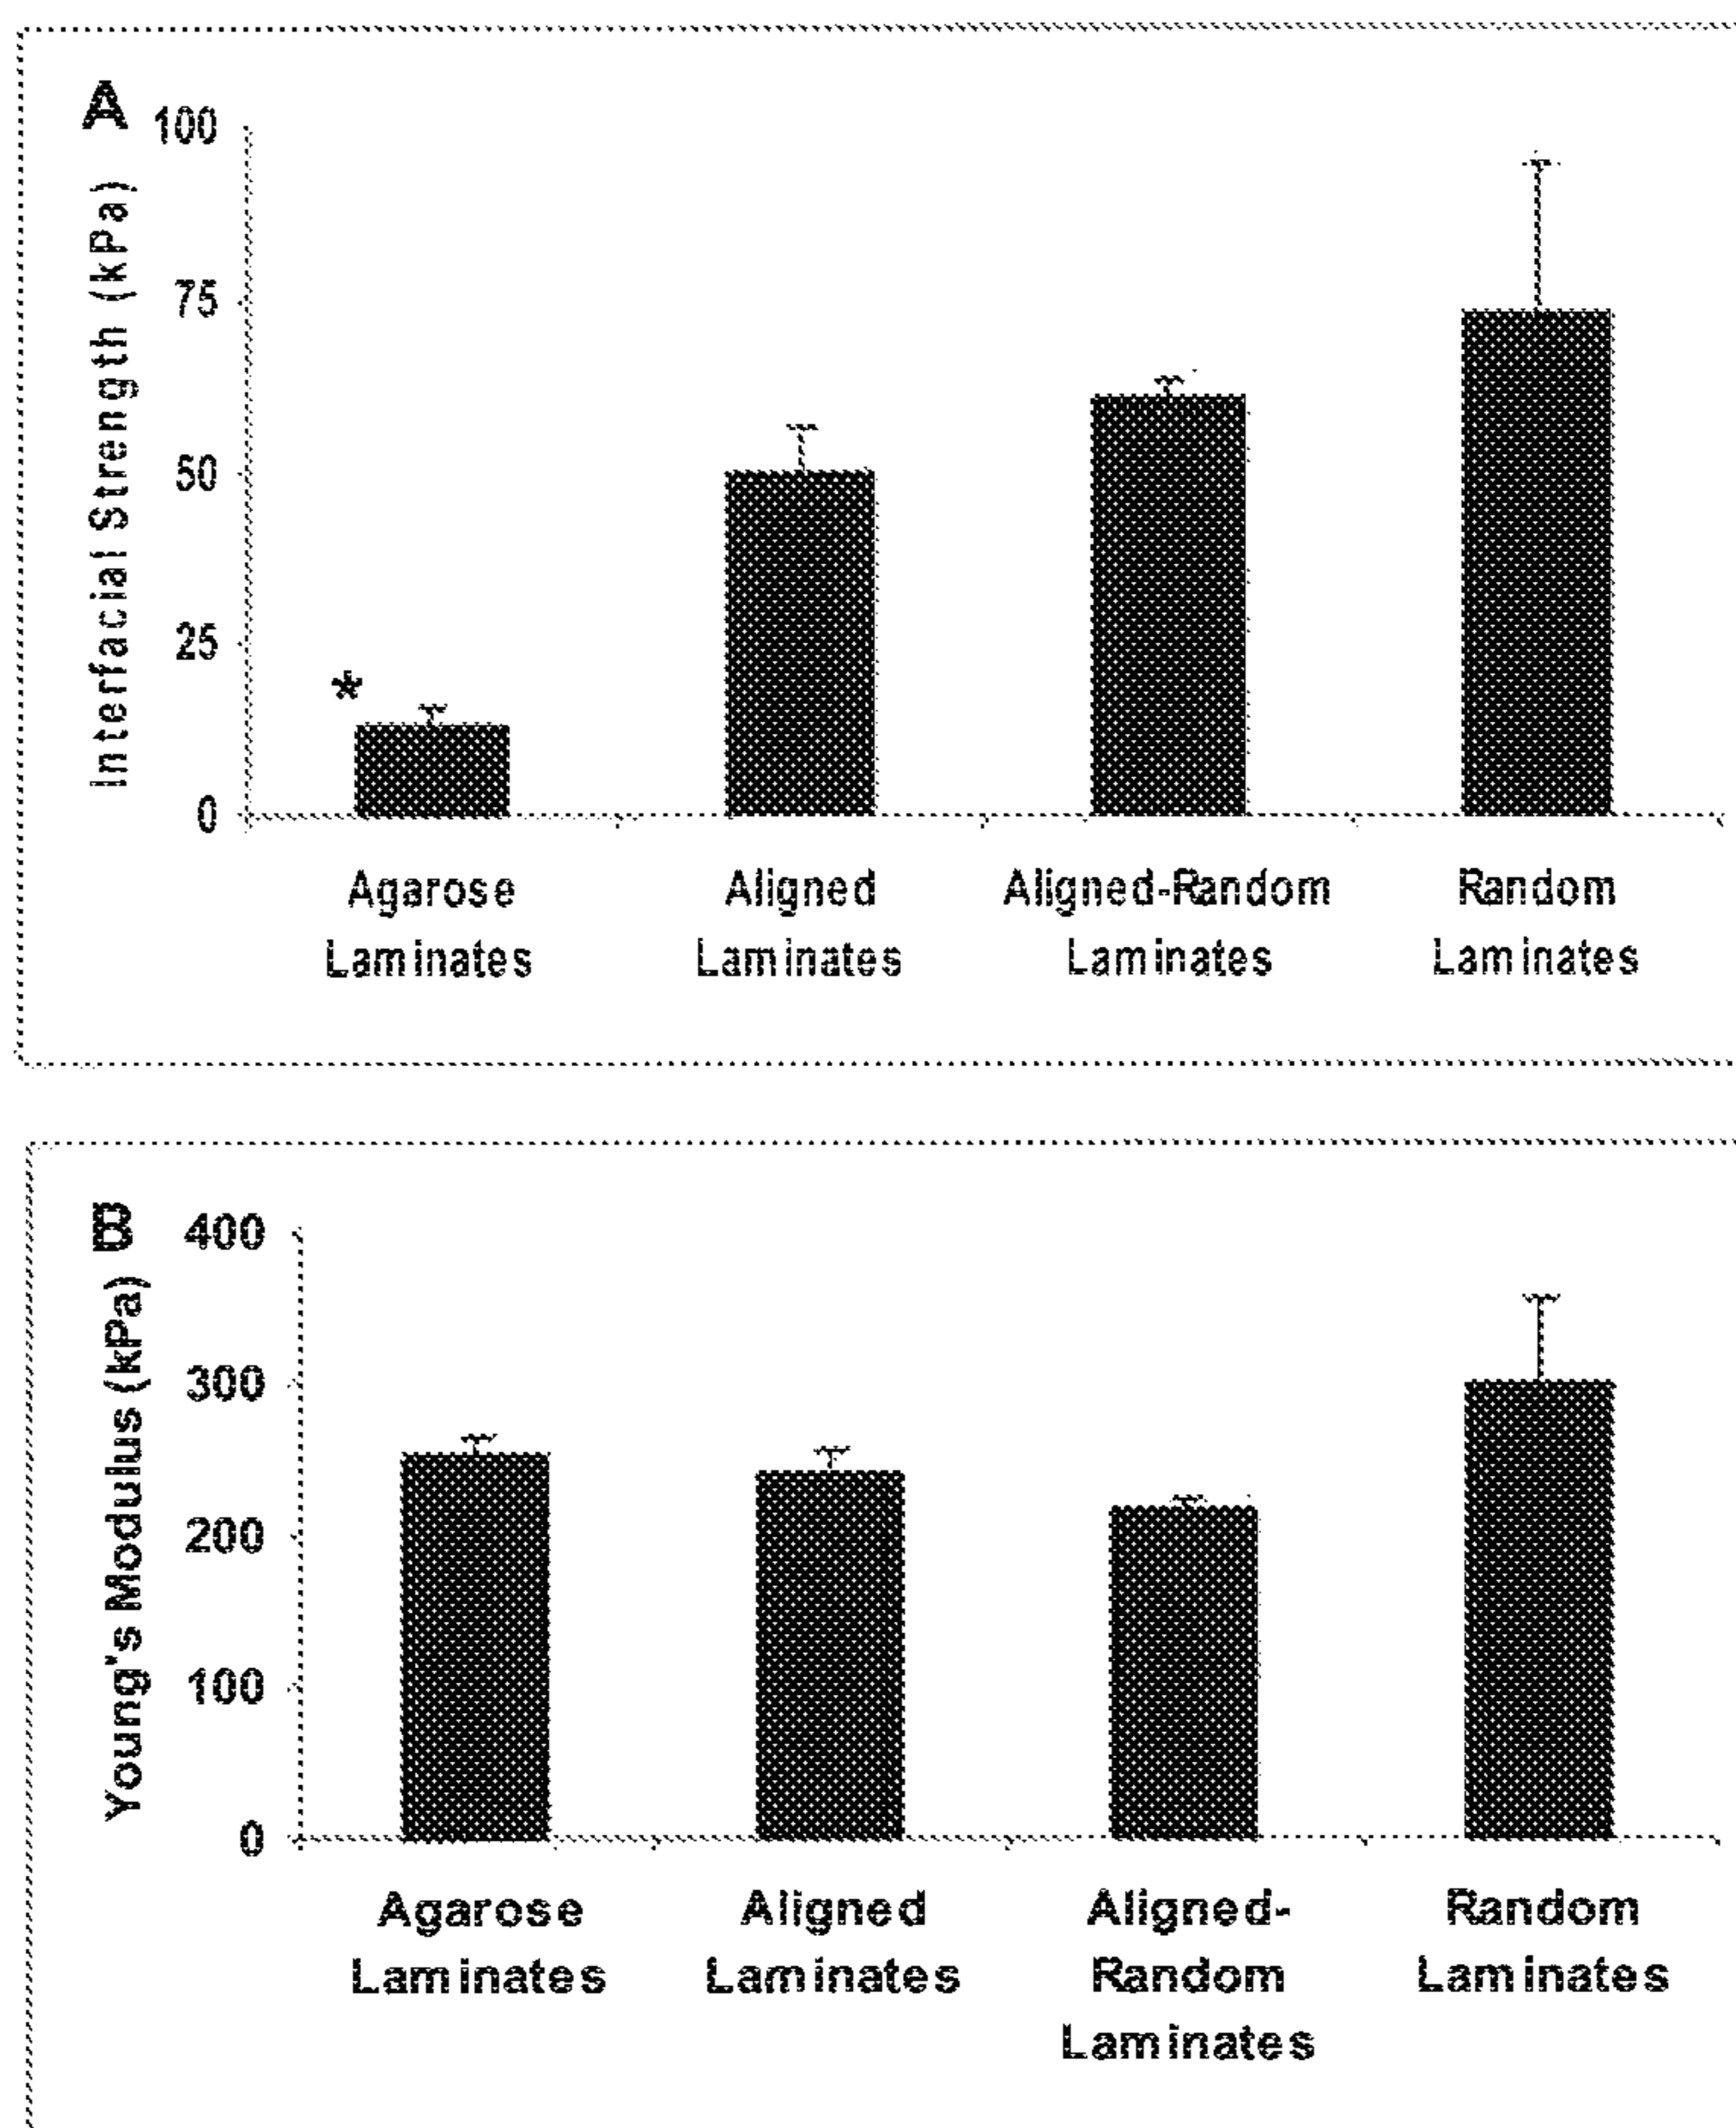 A
Interfacial Strength (kPa)
100
75
50
25
0
*
Agarose
Laminates
Aligned
Laminates
Aligned-Random
Laminates
Random
Laminates
B
Young's Modulus (kPa)
400
300
200
100
0
Agarose
Laminates
Aligned
Laminates
Aligned-
Random
Laminates
Random
Laminates